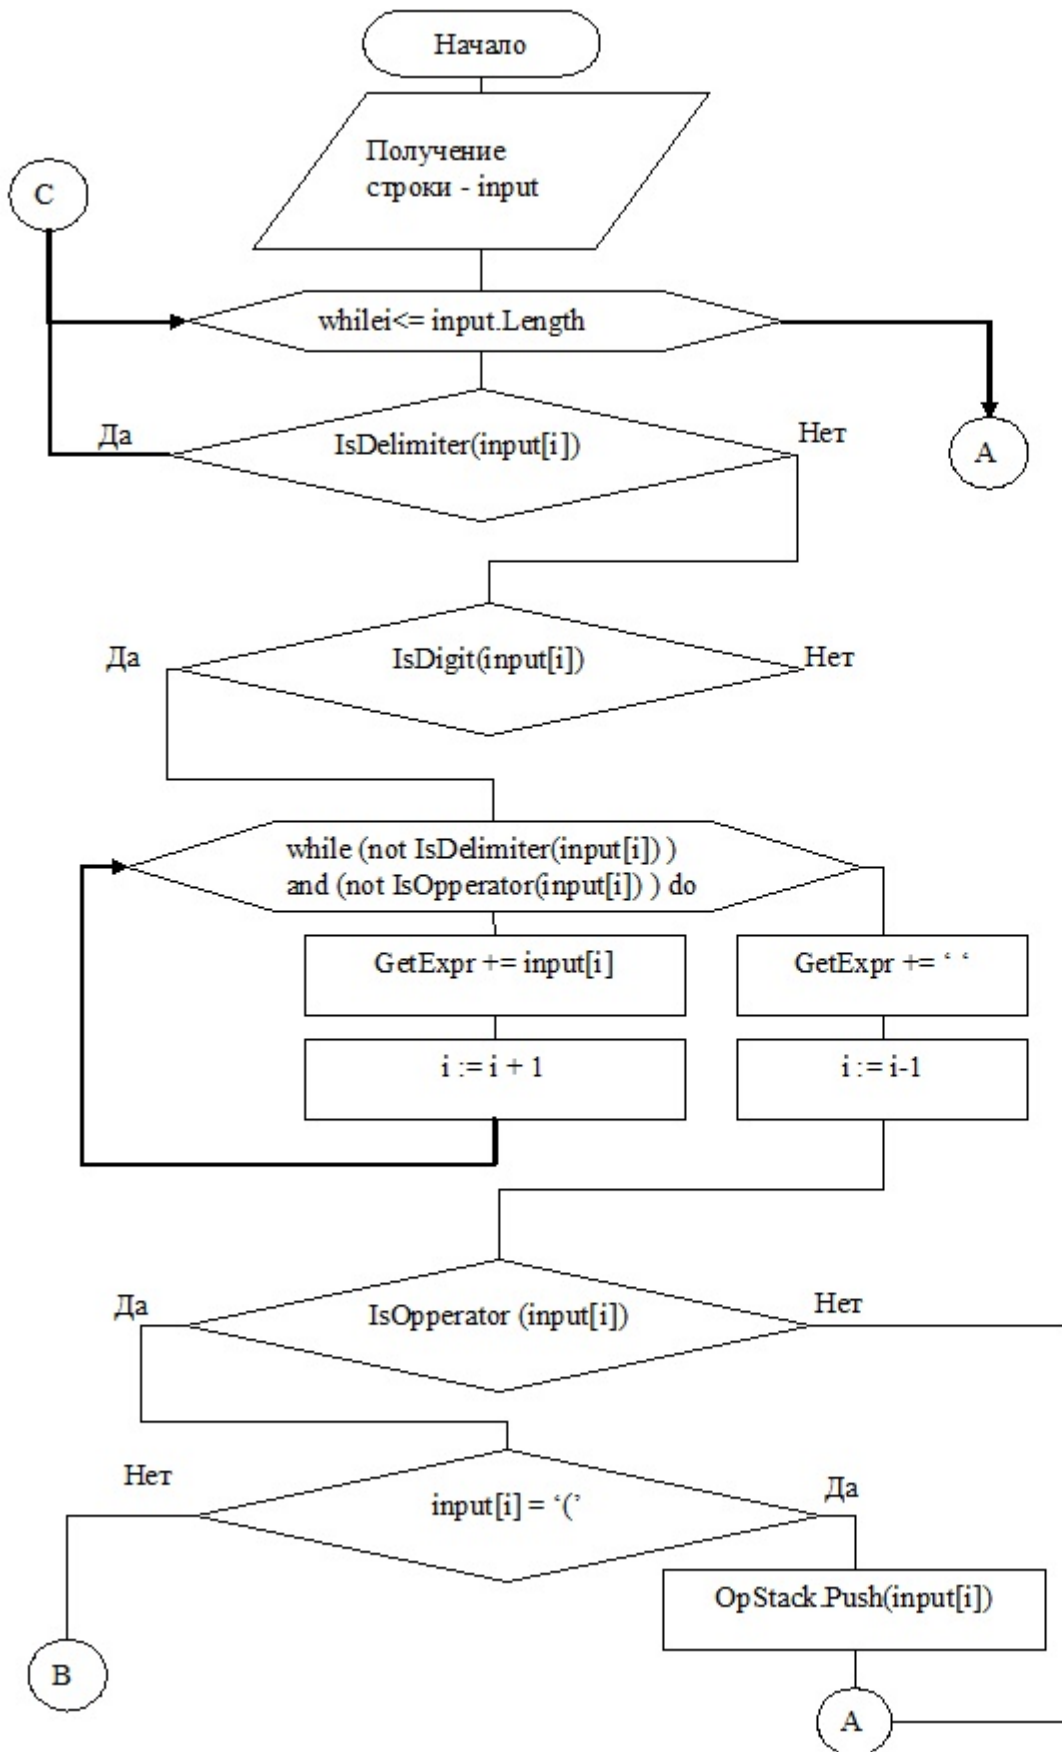 Начало
Получение
строки - input
C
whilei<= input.Length
Да
IsDelimiter(input[i])
Нет
A
Да
IsDigit(input[i])
Нет
while (not IsDelimiter(input[i]) )
and (not IsOpperator(input[i]) ) do
GetExpr += input[i]
GetExpr += ‘ ‘
i := i + 1
i := i-1
Да
IsOpperator (input[i])
Нет
Нет
input[i] = ‘(’
Да
OpStack.Push(input[i])
B
A